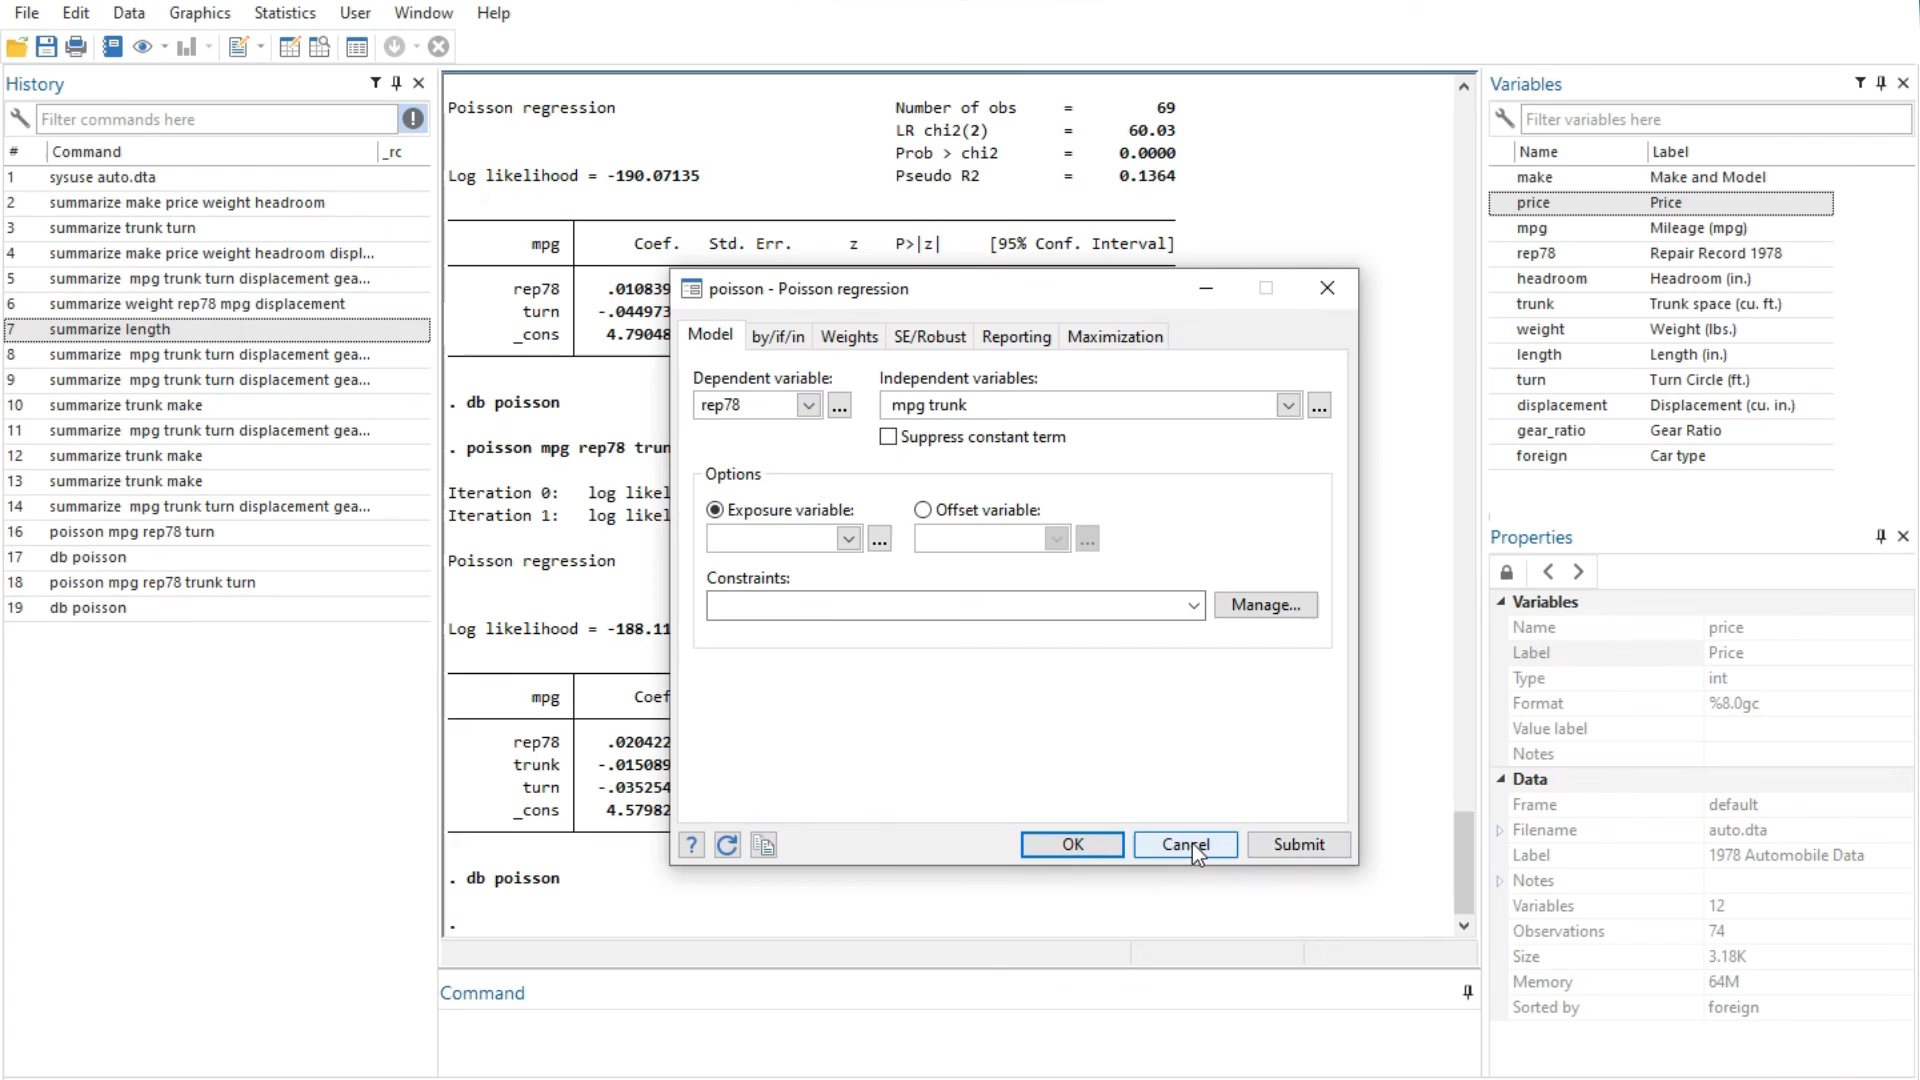 File Edit Data Graphics Statistics User Window Help
History
Filter commands here
# Command _rc
1 sysuse auto.dta
2 summarize make price weight headroom
3 summarize trunk turn
4 summarize make price weight headroom displ...
5 summarize mpg trunk turn displacement gea...
6 summarize weight rep78 mpg displacement
7 summarize length
8 summarize mpg trunk turn displacement gea...
9 summarize mpg trunk turn displacement gea...
10 summarize trunk make
11 summarize mpg trunk turn displacement gea...
12 summarize trunk make
13 summarize trunk make
14 summarize mpg trunk turn displacement gea...
16 poisson mpg rep78 turn
17 db poisson
18 poisson mpg rep78 trunk turn
19 db poisson
Poisson regression Number of obs = 69
LR chi2(2) = 60.03
Prob > chi2 = 0.0000
Log likelihood = -190.07135 Pseudo R2 = 0.1364
mpg Coef. Std. Err. z P>|z| [95% Conf. Interval]
rep78 .010839
turn -.044973
_cons 4.79048
. db poisson
. poisson mpg rep78 trun
Iteration 0: log likel
Iteration 1: log likel
Poisson regression
Log likelihood = -188.11
mpg Coef
rep78 .020422
trunk -.015089
turn -.035254
_cons 4.57982
. db poisson
.
poisson - Poisson regression
Model by/if/in Weights SE/Robust Reporting Maximization
Dependent variable: Independent variables:
rep78 ... mpg trunk ...
Suppress constant term
Options
Exposure variable: Offset variable:
... ...
Constraints:
Manage...
? OK Cancel Submit
Command
Variables
Filter variables here
Name Label
make Make and Model
price Price
mpg Mileage (mpg)
rep78 Repair Record 1978
headroom Headroom (in.)
trunk Trunk space (cu. ft.)
weight Weight (lbs.)
length Length (in.)
turn Turn Circle (ft.)
displacement Displacement (cu. in.)
gear_ratio Gear Ratio
foreign Car type
Properties
Variables
Name price
Label Price
Type int
Format %8.0gc
Value label
Notes
Data
Frame default
Filename auto.dta
Label 1978 Automobile Data
Notes
Variables 12
Observations 74
Size 3.18K
Memory 64M
Sorted by foreign